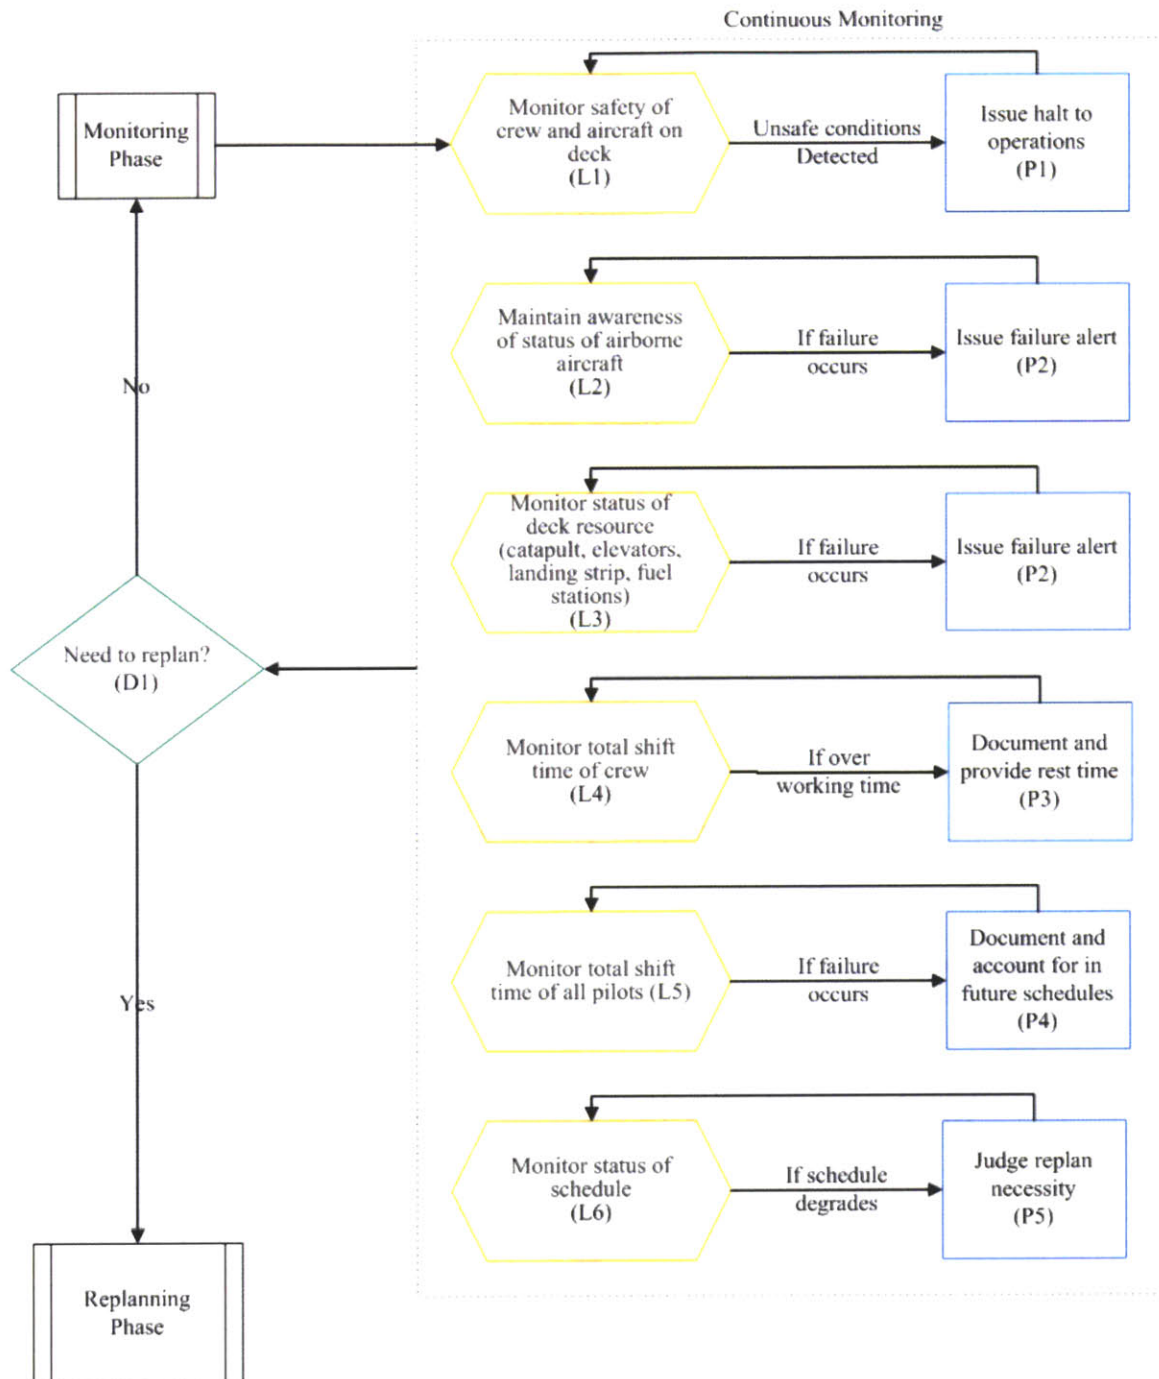 Continuous Monitoring
Monitoring
Phase
Monitor safety of
crew and aircraft on
deck
(L1)
Unsafe conditions
Detected
Issue halt to
operations
(P1)
Maintain awareness
of status of airborne
aircraft
(L2)
If failure
occurs
Issue failure alert
(P2)
No
Monitor status of
deck resource
(catapult, elevators,
landing strip, fuel
stations)
(L3)
If failure
occurs
Issue failure alert
(P2)
Need to replan?
(D1)
Monitor total shift
time of crew
(L4)
If over
working time
Document and
provide rest time
(P3)
Yes
Monitor total shift
time of all pilots (L5)
If failure
occurs
Document and
account for in
future schedules
(P4)
Monitor status of
schedule
(L6)
If schedule
degrades
Judge replan
necessity
(P5)
Replanning
Phase